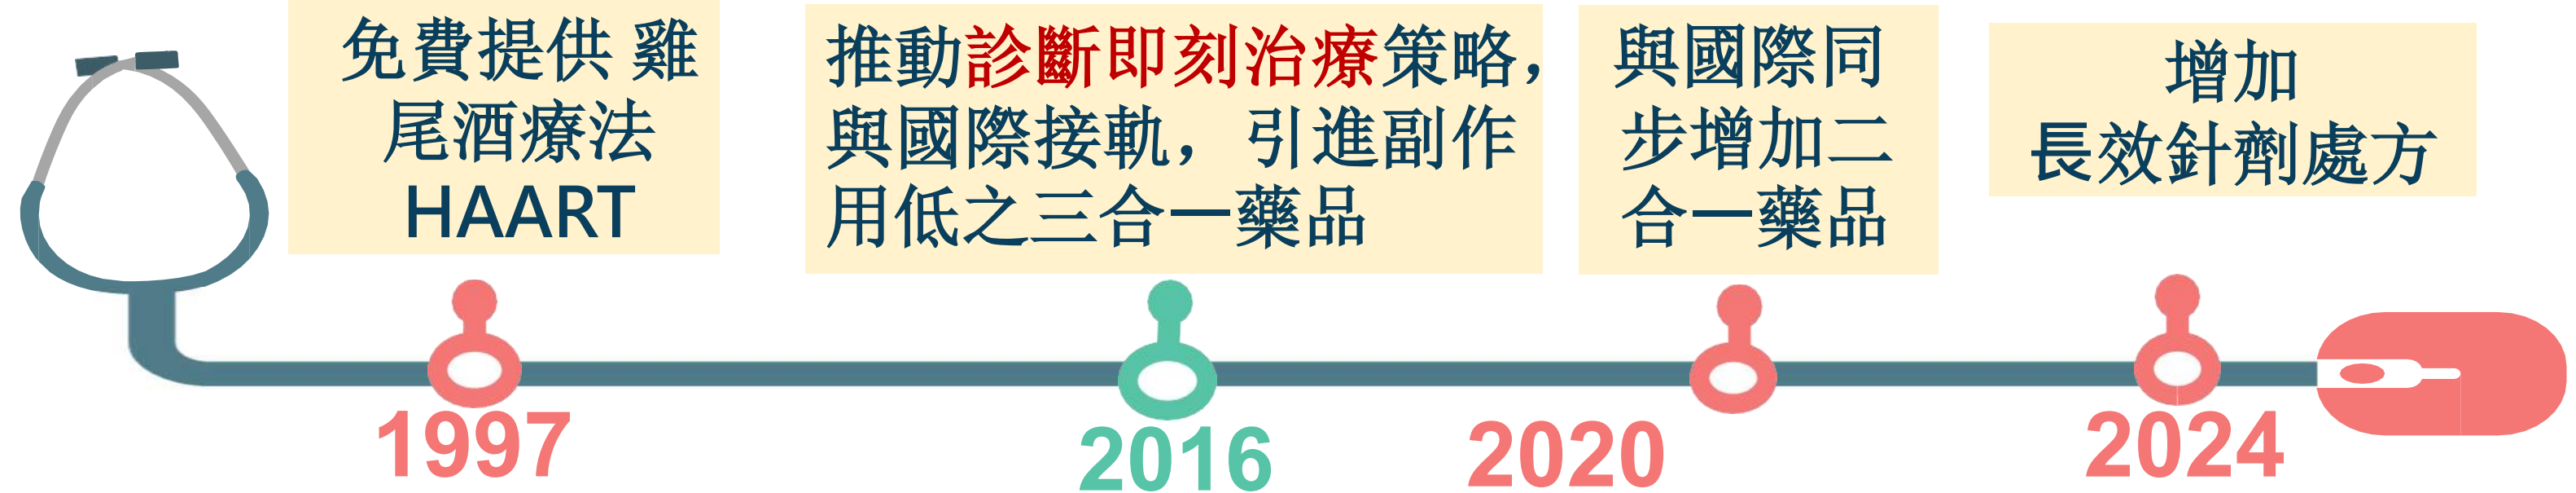 免費提供 雞
尾酒療法
HAART
推動診斷即刻治療策略，
與國際接軌，引進副作
用低之三合一藥品
與國際同
步增加二
合一藥品
增加
長效針劑處方
1997
2016
2020
2024